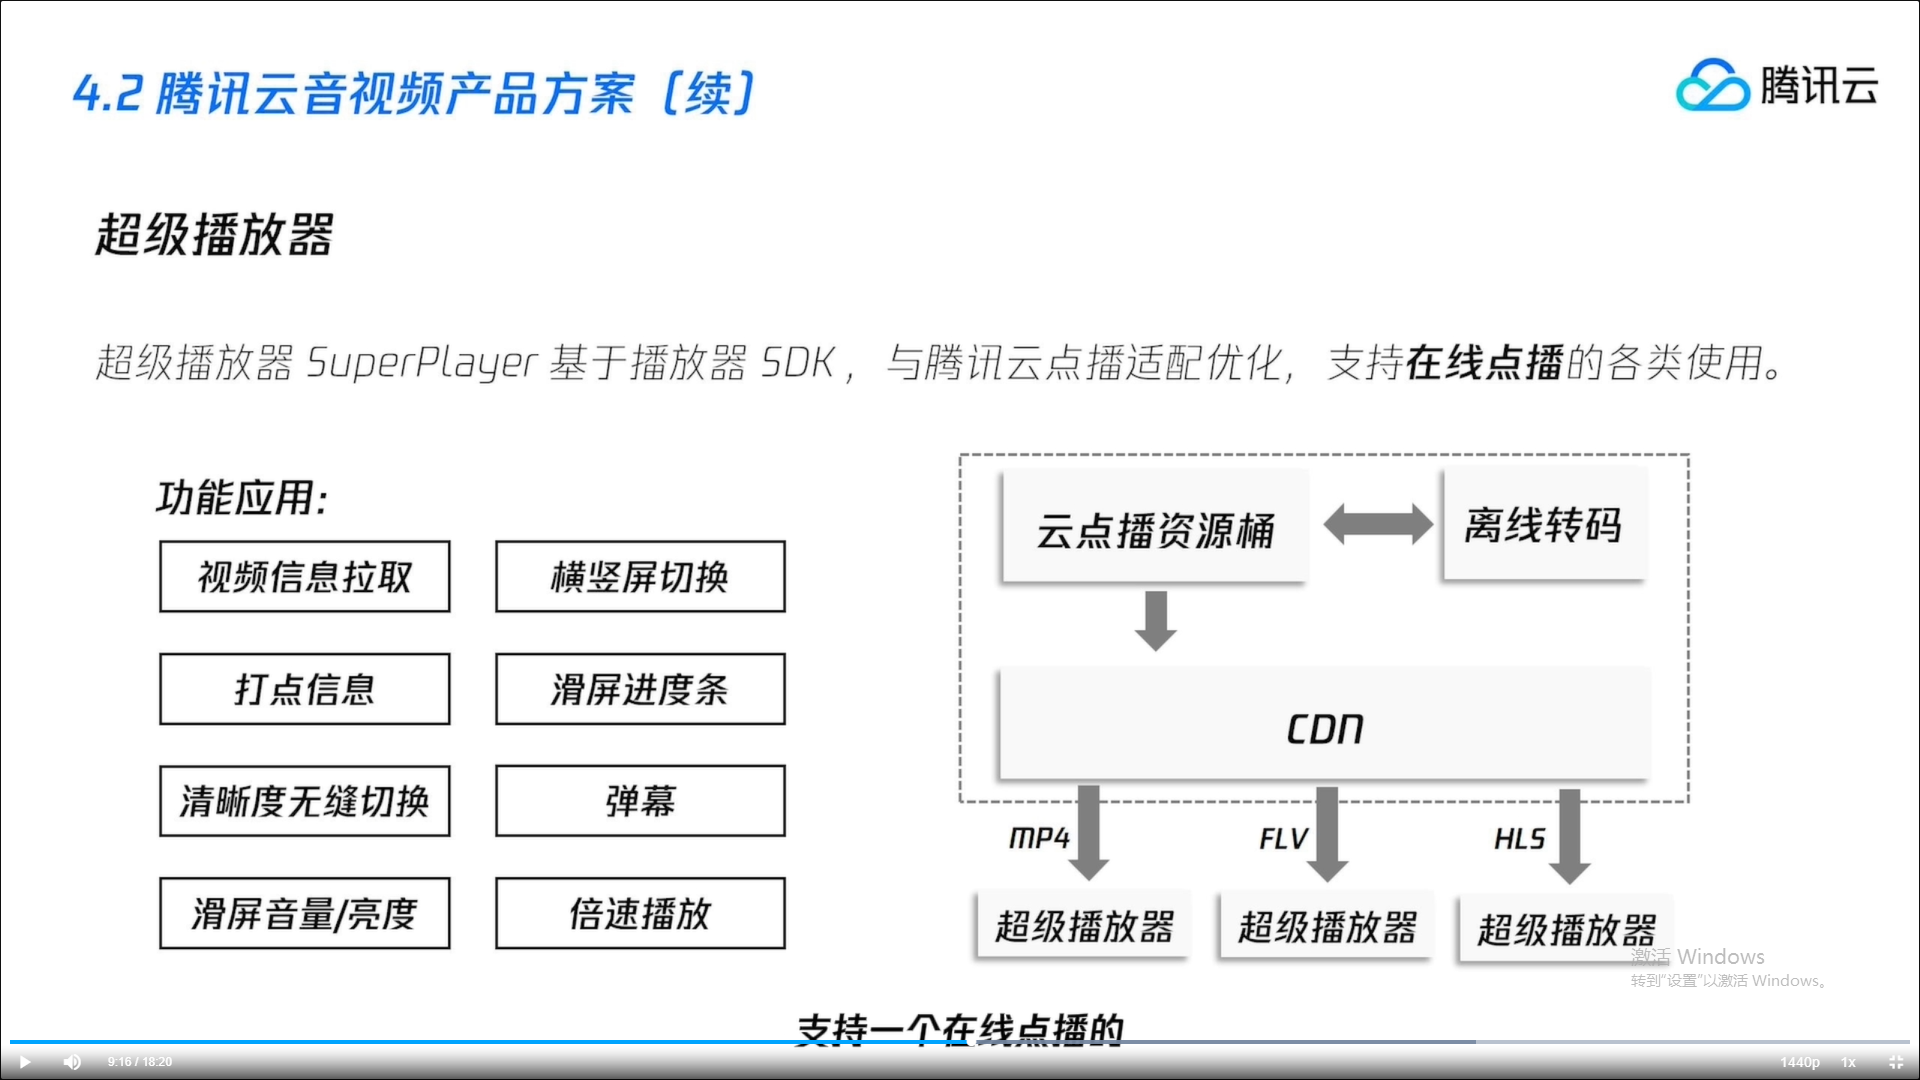 4.2 腾讯云音视频产品方案（续）
腾讯云
超级播放器
超级播放器 SuperPlayer 基于播放器 SDK ，与腾讯云点播适配优化，支持在线点播的各类使用。
功能应用:
视频信息拉取
横竖屏切换
打点信息
滑屏进度条
清晰度无缝切换
弹幕
滑屏音量/亮度
倍速播放
云点播资源桶
离线转码
CDN
MP4
FLV
HLS
超级播放器
超级播放器
超级播放器
激活 Windows
转到“设置”以激活 Windows。
支持一个在线点播的
9:16 / 18:20
1440p
1x